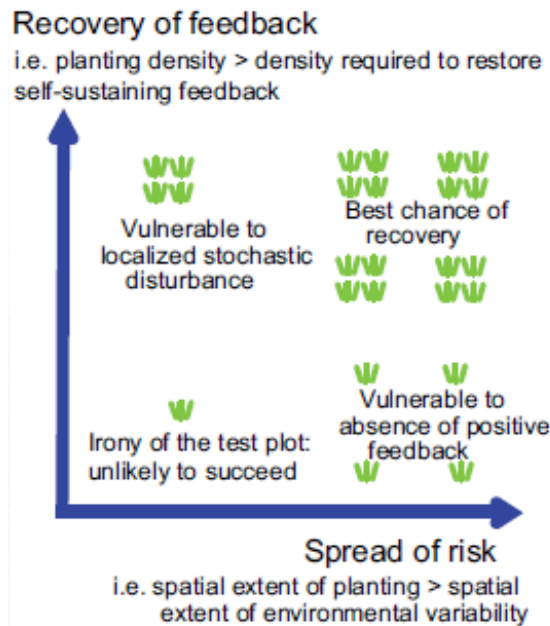 Recovery of feedback
i.e. planting density > density required to restore
self-sustaining feedback
Vulnerable to
localized stochastic
disturbance
Best chance of
recovery
Irony of the test plot:
unlikely to succeed
Vulnerable to
absence of positive
feedback
Spread of risk
i.e. spatial extent of planting > spatial
extent of environmental variability